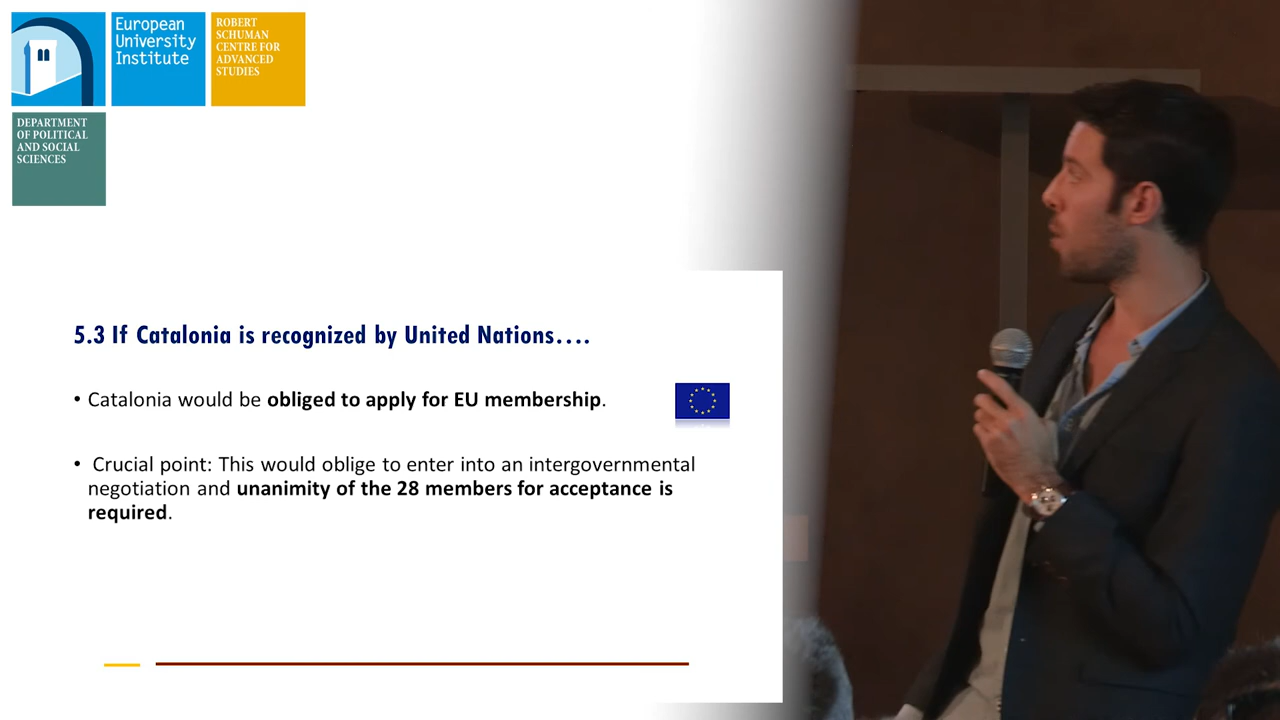 European
University
Institute
ROBERT
SCHUMAN
CENTRE FOR
ADVANCED
STUDIES
DEPARTMENT
OF POLITICAL
AND SOCIAL
SCIENCES
5.3 If Catalonia is recognized by United Nations....
• Catalonia would be obliged to apply for EU membership.
• Crucial point: This would oblige to enter into an intergovernmental
negotiation and unanimity of the 28 members for acceptance is
required.